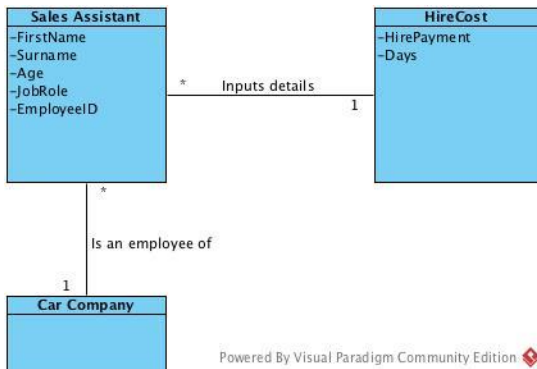 Sales Assistant
-FirstName
-Surname
-Age
-JobRole
-EmployeeID
HireCost
-HirePayment
-Days
* Inputs details 1
*
Is an employee of
1
Car Company
Powered By Visual Paradigm Community Edition